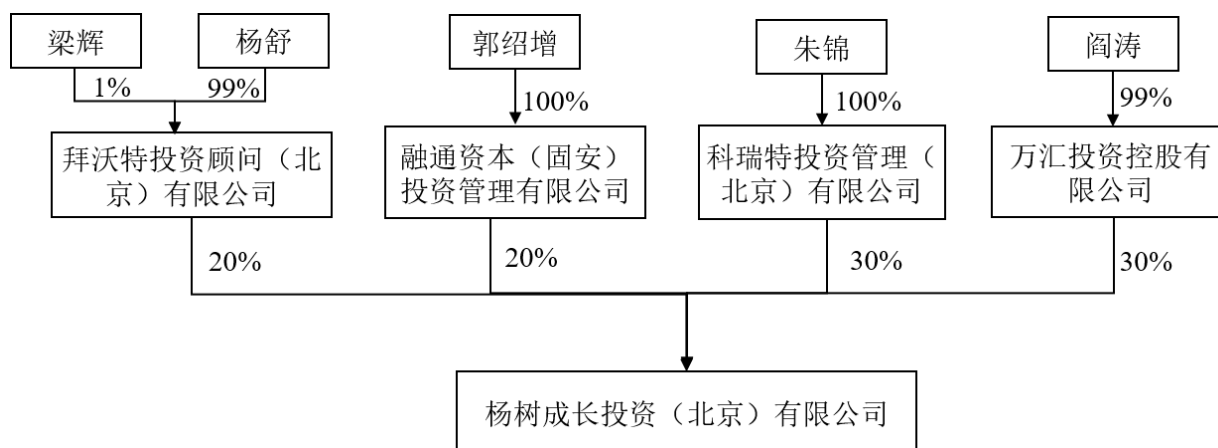 梁辉
杨舒
郭绍增
朱锦
阎涛
1%
99%
100%
100%
99%
拜沃特投资顾问（北
京）有限公司
融通资本（固安）
投资管理有限公司
科瑞特投资管理（
北京）有限公司
万汇投资控股有
限公司
20%
20%
30%
30%
杨树成长投资（北京）有限公司